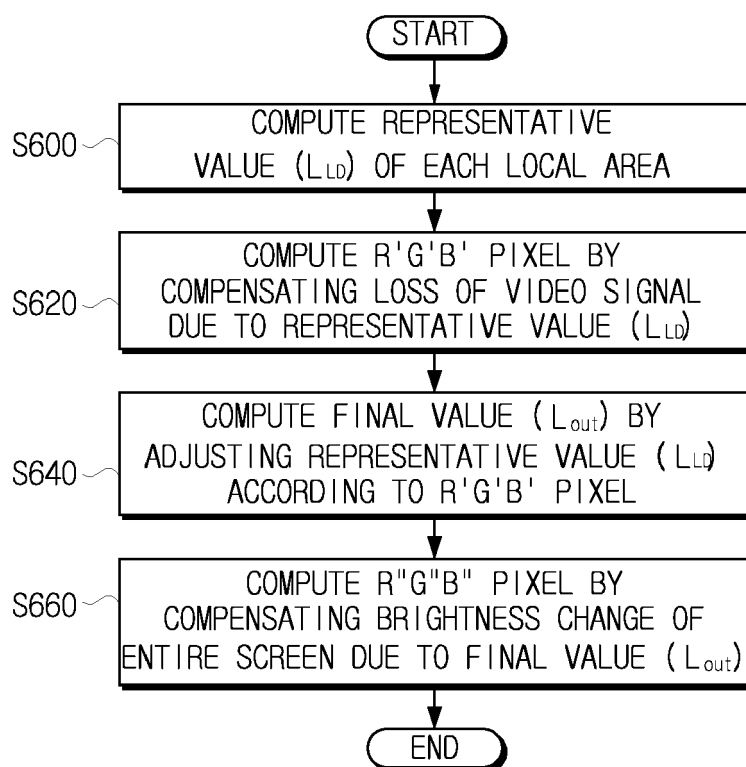 START
S600
COMPUTE REPRESENTATIVE
VALUE (LLD) OF EACH LOCAL AREA
S620
COMPUTE R'G'B' PIXEL BY
COMPENSATING LOSS OF VIDEO SIGNAL
DUE TO REPRESENTATIVE VALUE (LLD)
S640
COMPUTE FINAL VALUE (Lout) BY
ADJUSTING REPRESENTATIVE VALUE (LLD)
ACCORDING TO R'G'B' PIXEL
S660
COMPUTE R"G"B" PIXEL BY
COMPENSATING BRIGHTNESS CHANGE OF
ENTIRE SCREEN DUE TO FINAL VALUE (Lout)
END